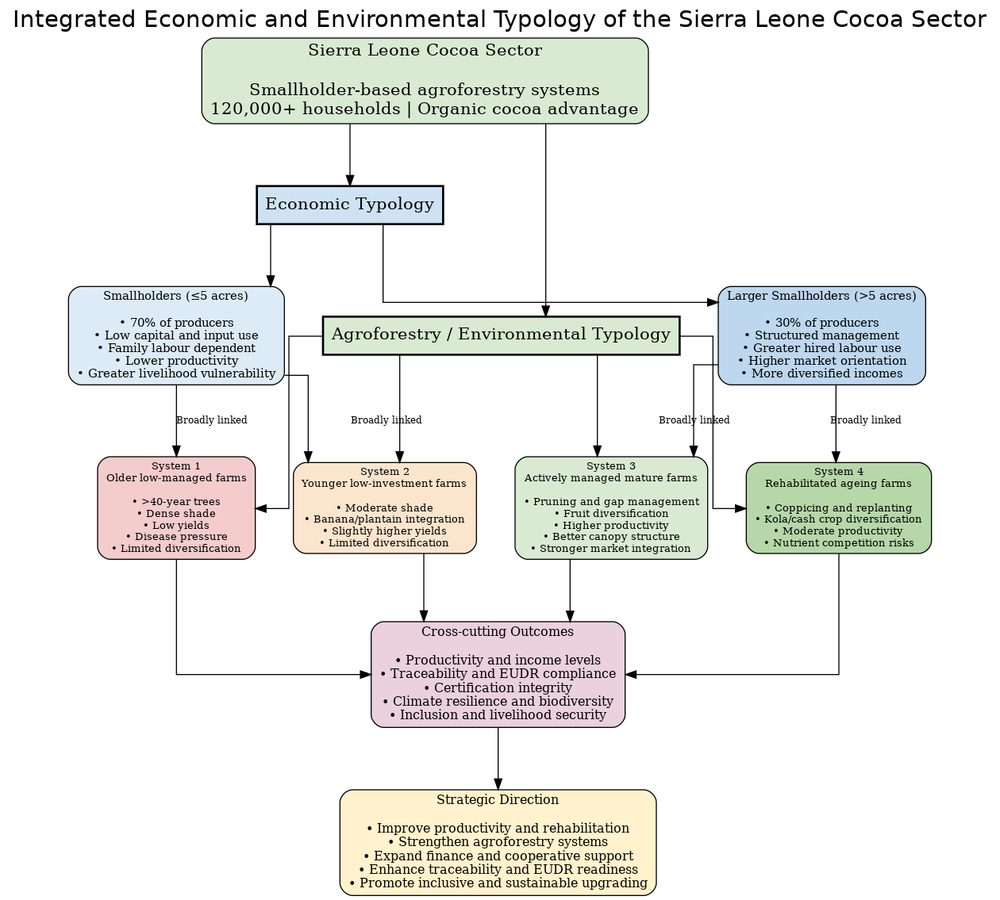 Integrated Economic and Environmental Typology of the Sierra Leone Cocoa Sector
Sierra Leone Cocoa Sector
Smallholder-based agroforestry systems
120,000+ households | Organic cocoa advantage
Economic Typology
Smallholders (≤5 acres)
• 70% of producers
• Low capital and input use
• Family labour dependent
• Lower productivity
• Greater livelihood vulnerability
Agroforestry / Environmental Typology
Larger Smallholders (>5 acres)
• 30% of producers
• Structured management
• Greater hired labour use
• Higher market orientation
• More diversified incomes
Broadly linked
Broadly linked
Broadly linked
Broadly linked
System 1
Older low-managed farms
• >40-year trees
• Dense shade
• Low yields
• Disease pressure
• Limited diversification
System 2
Younger low-investment farms
• Moderate shade
• Banana/plantain integration
• Slightly higher yields
• Limited diversification
System 3
Actively managed mature farms
• Pruning and gap management
• Fruit diversification
• Higher productivity
• Better canopy structure
• Stronger market integration
System 4
Rehabilitated ageing farms
• Coppicing and replanting
• Kola/cash crop diversification
• Moderate productivity
• Nutrient competition risks
Cross-cutting Outcomes
• Productivity and income levels
• Traceability and EUDR compliance
• Certification integrity
• Climate resilience and biodiversity
• Inclusion and livelihood security
Strategic Direction
• Improve productivity and rehabilitation
• Strengthen agroforestry systems
• Expand finance and cooperative support
• Enhance traceability and EUDR readiness
• Promote inclusive and sustainable upgrading